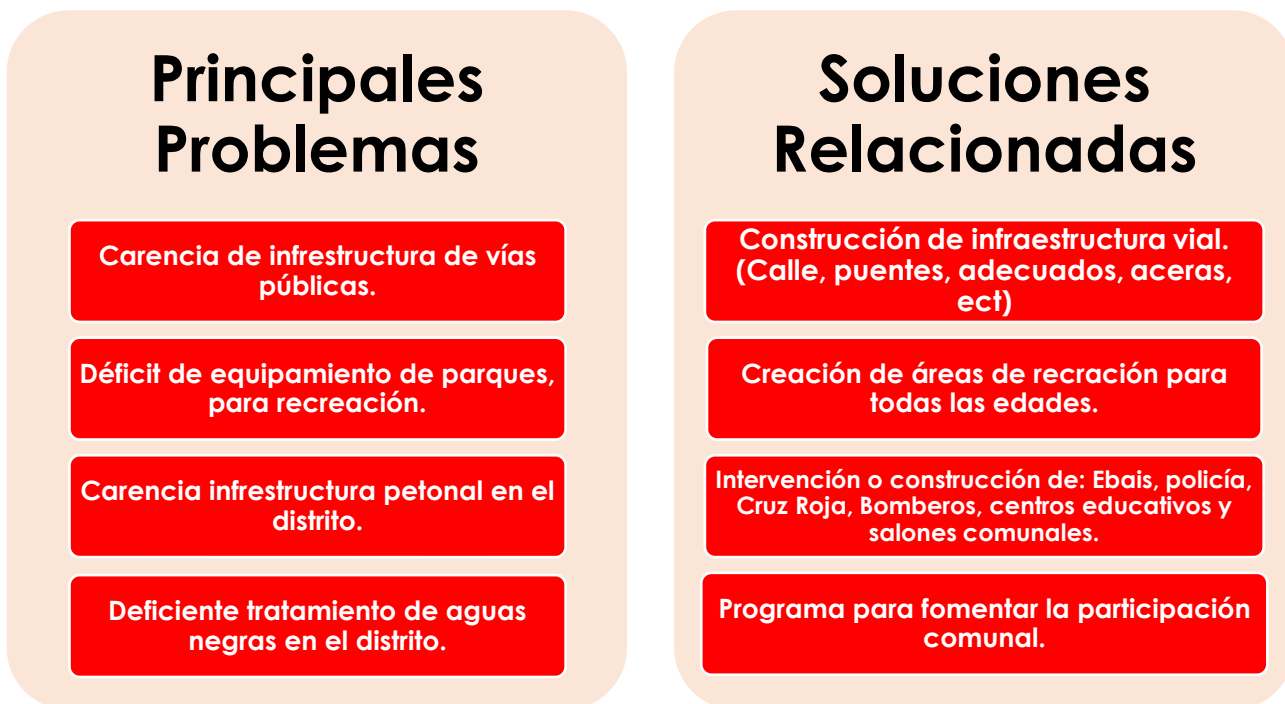 Principales
Problemas
Carencia de infrestructura de vías
públicas.
Déficit de equipamiento de parques,
para recreación.
Carencia infrestructura petonal en el
distrito.
Deficiente tratamiento de aguas
negras en el distrito.
Soluciones
Relacionadas
Construcción de infraestructura vial.
(Calle, puentes, adecuados, aceras,
ect)
Creación de áreas de recración para
todas las edades.
Intervención o construcción de: Ebais, policía,
Cruz Roja, Bomberos, centros educativos y
salones comunales.
Programa para fomentar la participación
comunal.